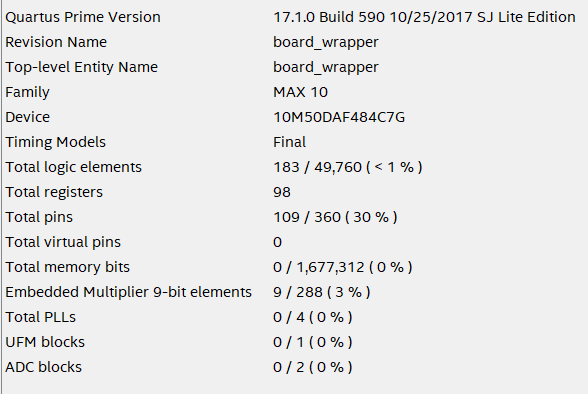 Quartus Prime Version 17.1.0 Build 590 10/25/2017 SJ Lite Edition
Revision Name board_wrapper
Top-level Entity Name board_wrapper
Family MAX 10
Device 10M50DAF484C7G
Timing Models Final
Total logic elements 183 / 49,760 ( < 1 % )
Total registers 98
Total pins 109 / 360 ( 30 % )
Total virtual pins 0
Total memory bits 0 / 1,677,312 ( 0 % )
Embedded Multiplier 9-bit elements 9 / 288 ( 3 % )
Total PLLs 0 / 4 ( 0 % )
UFM blocks 0 / 1 ( 0 % )
ADC blocks 0 / 2 ( 0 % )